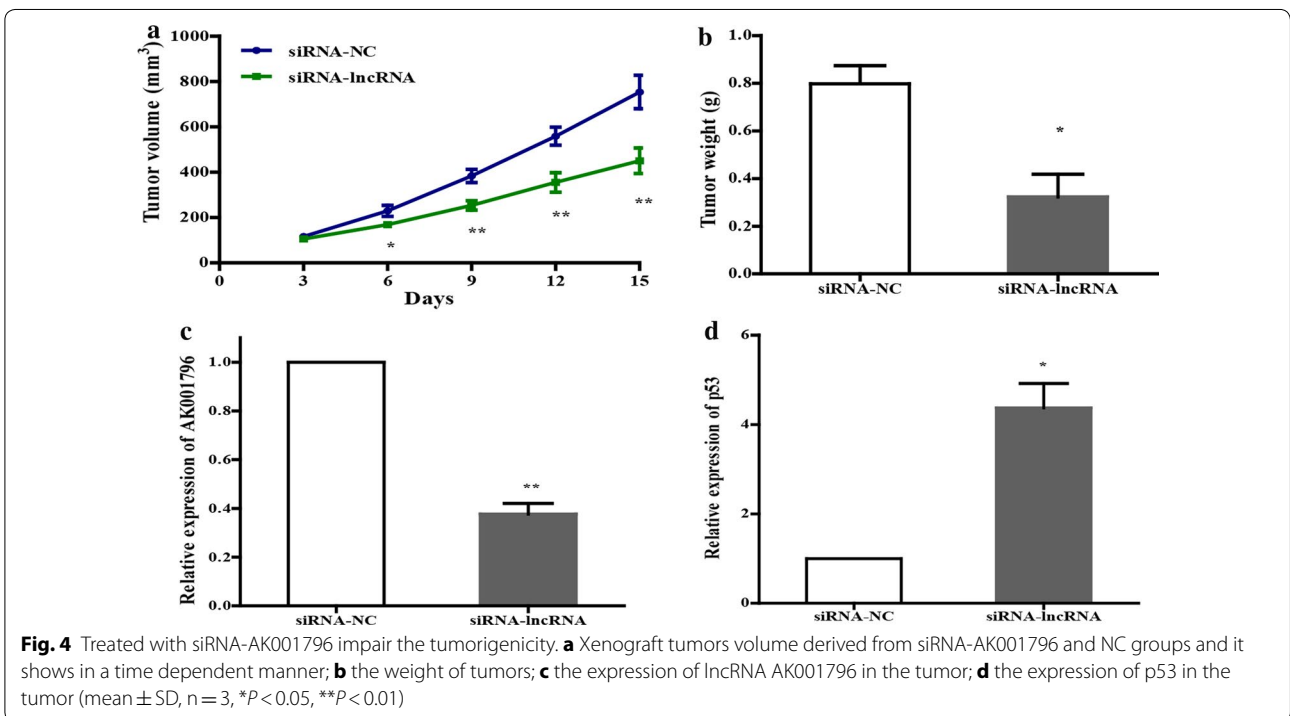 a
siRNA-NC
siRNA-lncRNA
Tumor volume (mm³)
1000
800
600
400
200
0
*
**
**
**
0 3 6 9 12 15
Days
b
Tumor weight (g)
1.0
0.8
0.6
0.4
0.2
0.0
*
siRNA-NC siRNA-lncRNA
c
Relative expression of AK001796
1.0
0.8
0.6
0.4
0.2
0.0
**
siRNA-NC siRNA-lncRNA
d
Relative expression of p53
6
4
2
0
*
siRNA-NC siRNA-lncRNA
Fig. 4 Treated with siRNA-AK001796 impair the tumorigenicity. a Xenograft tumors volume derived from siRNA-AK001796 and NC groups and it
shows in a time dependent manner; b the weight of tumors; c the expression of lncRNA AK001796 in the tumor; d the expression of p53 in the
tumor (mean ± SD, n = 3, *P < 0.05, **P < 0.01)